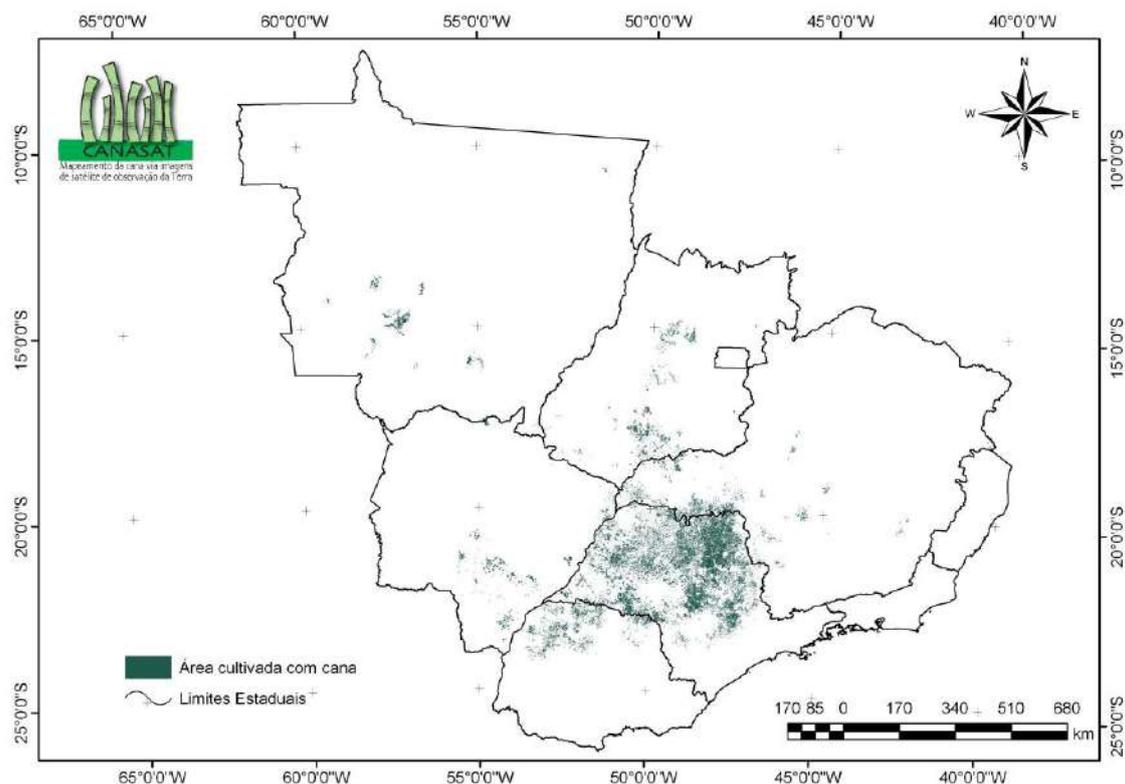 65°0'0"W 60°0'0"W 55°0'0"W 50°0'0"W 45°0'0"W 40°0'0"W
CANASAT
Mapeamento da cana via imagens
de satélite de observação da Terra
N
W E
S
10°0'0"S 10°0'0"S
15°0'0"S 15°0'0"S
20°0'0"S 20°0'0"S
25°0'0"S 25°0'0"S
Área cultivada com cana
Limites Estaduais
170 85 0 170 340 510 680
km
65°0'0"W 60°0'0"W 55°0'0"W 50°0'0"W 45°0'0"W 40°0'0"W